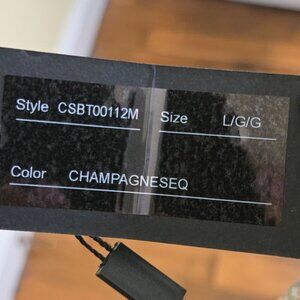 Style CSBT00112M Size L/G/G
Color CHAMPAGNESEQ